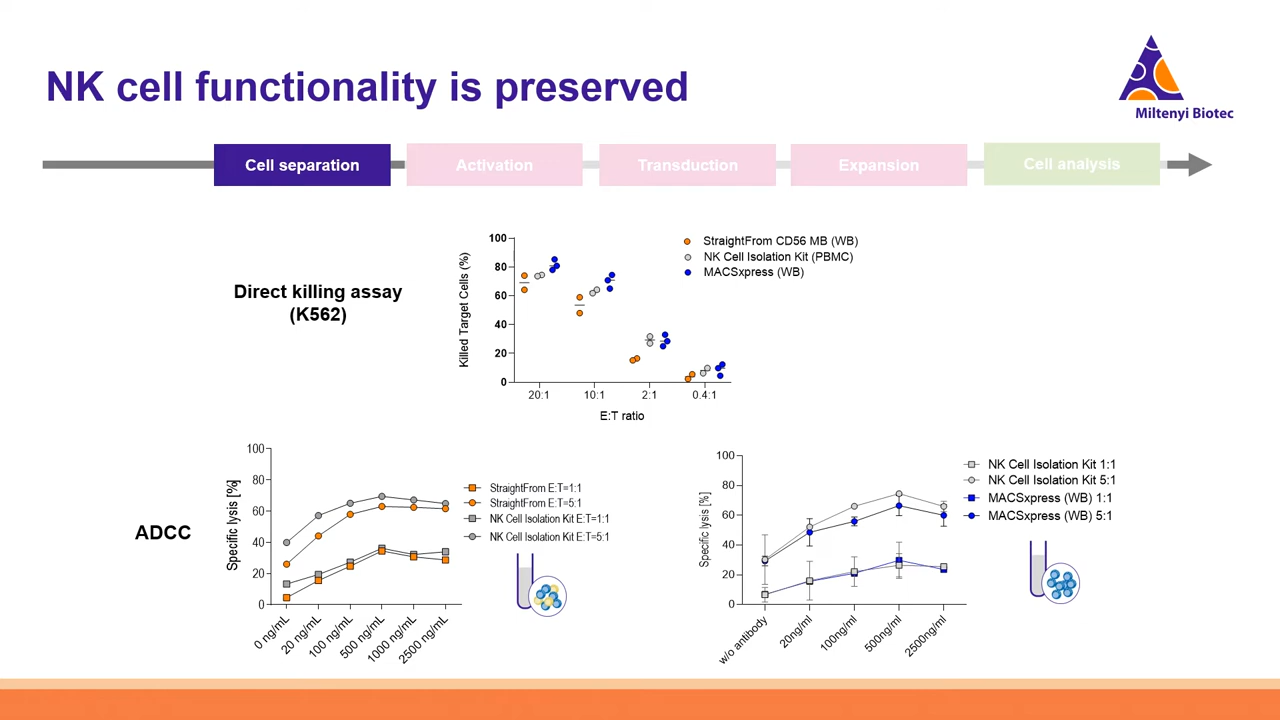 NK cell functionality is preserved
Miltenyi Biotec
Cell separation
Activation
Transduction
Expansion
Cell analysis
Direct killing assay
(K562)
Killed Target Cells (%)
100
80
60
40
20
0
20:1
10:1
2:1
0.4:1
E:T ratio
StraightFrom CD56 MB (WB)
NK Cell Isolation Kit (PBMC)
MACSxpress (WB)
ADCC
Specific lysis [%]
100
80
60
40
20
0
0 ng/mL
20 ng/mL
100 ng/mL
500 ng/mL
1000 ng/mL
2500 ng/mL
StraightFrom E:T=1:1
StraightFrom E:T=5:1
NK Cell Isolation Kit E:T=1:1
NK Cell Isolation Kit E:T=5:1
Specific lysis [%]
100
80
60
40
20
0
w/o antibody
20ng/ml
100ng/ml
500ng/ml
2500ng/ml
NK Cell Isolation Kit 1:1
NK Cell Isolation Kit 5:1
MACSxpress (WB) 1:1
MACSxpress (WB) 5:1